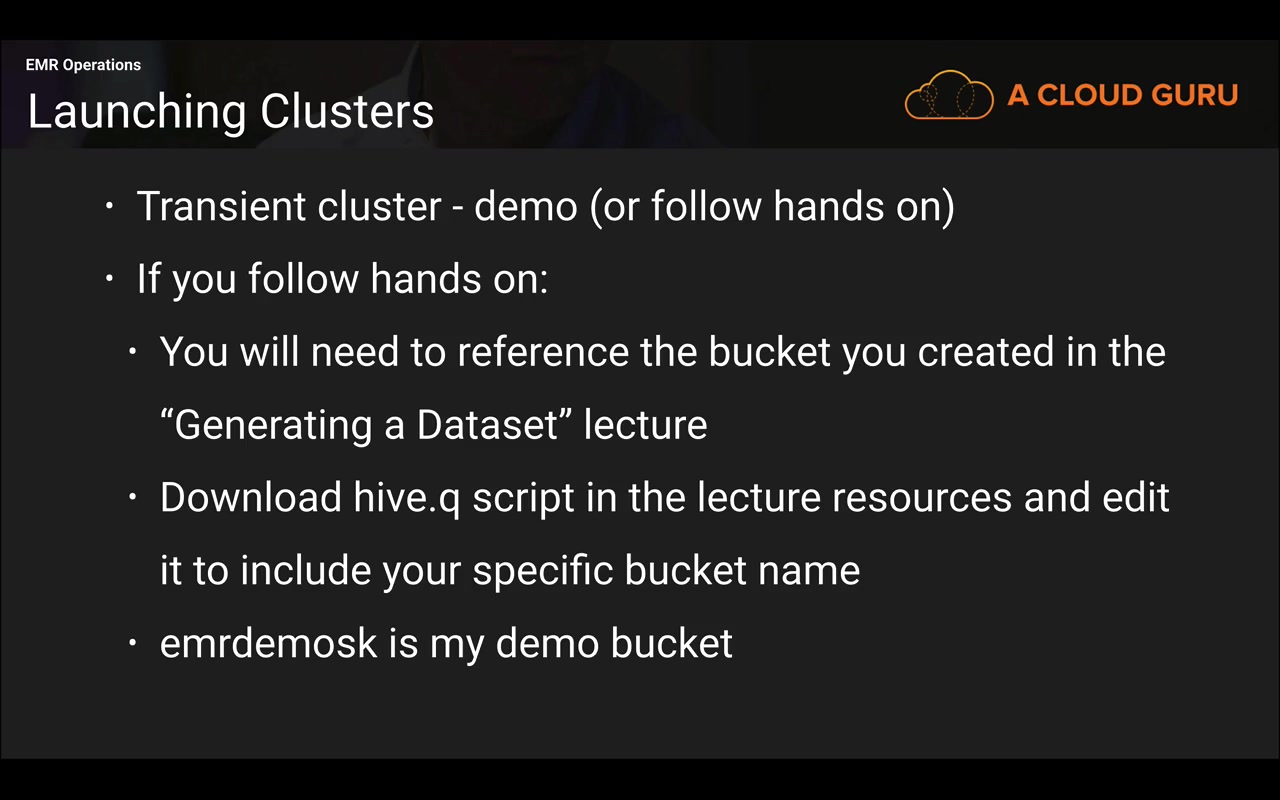 EMR Operations
Launching Clusters
A CLOUD GURU
• Transient cluster - demo (or follow hands on)
• If you follow hands on:
• You will need to reference the bucket you created in the
“Generating a Dataset” lecture
• Download hive.q script in the lecture resources and edit
it to include your specific bucket name
• emrdemosk is my demo bucket